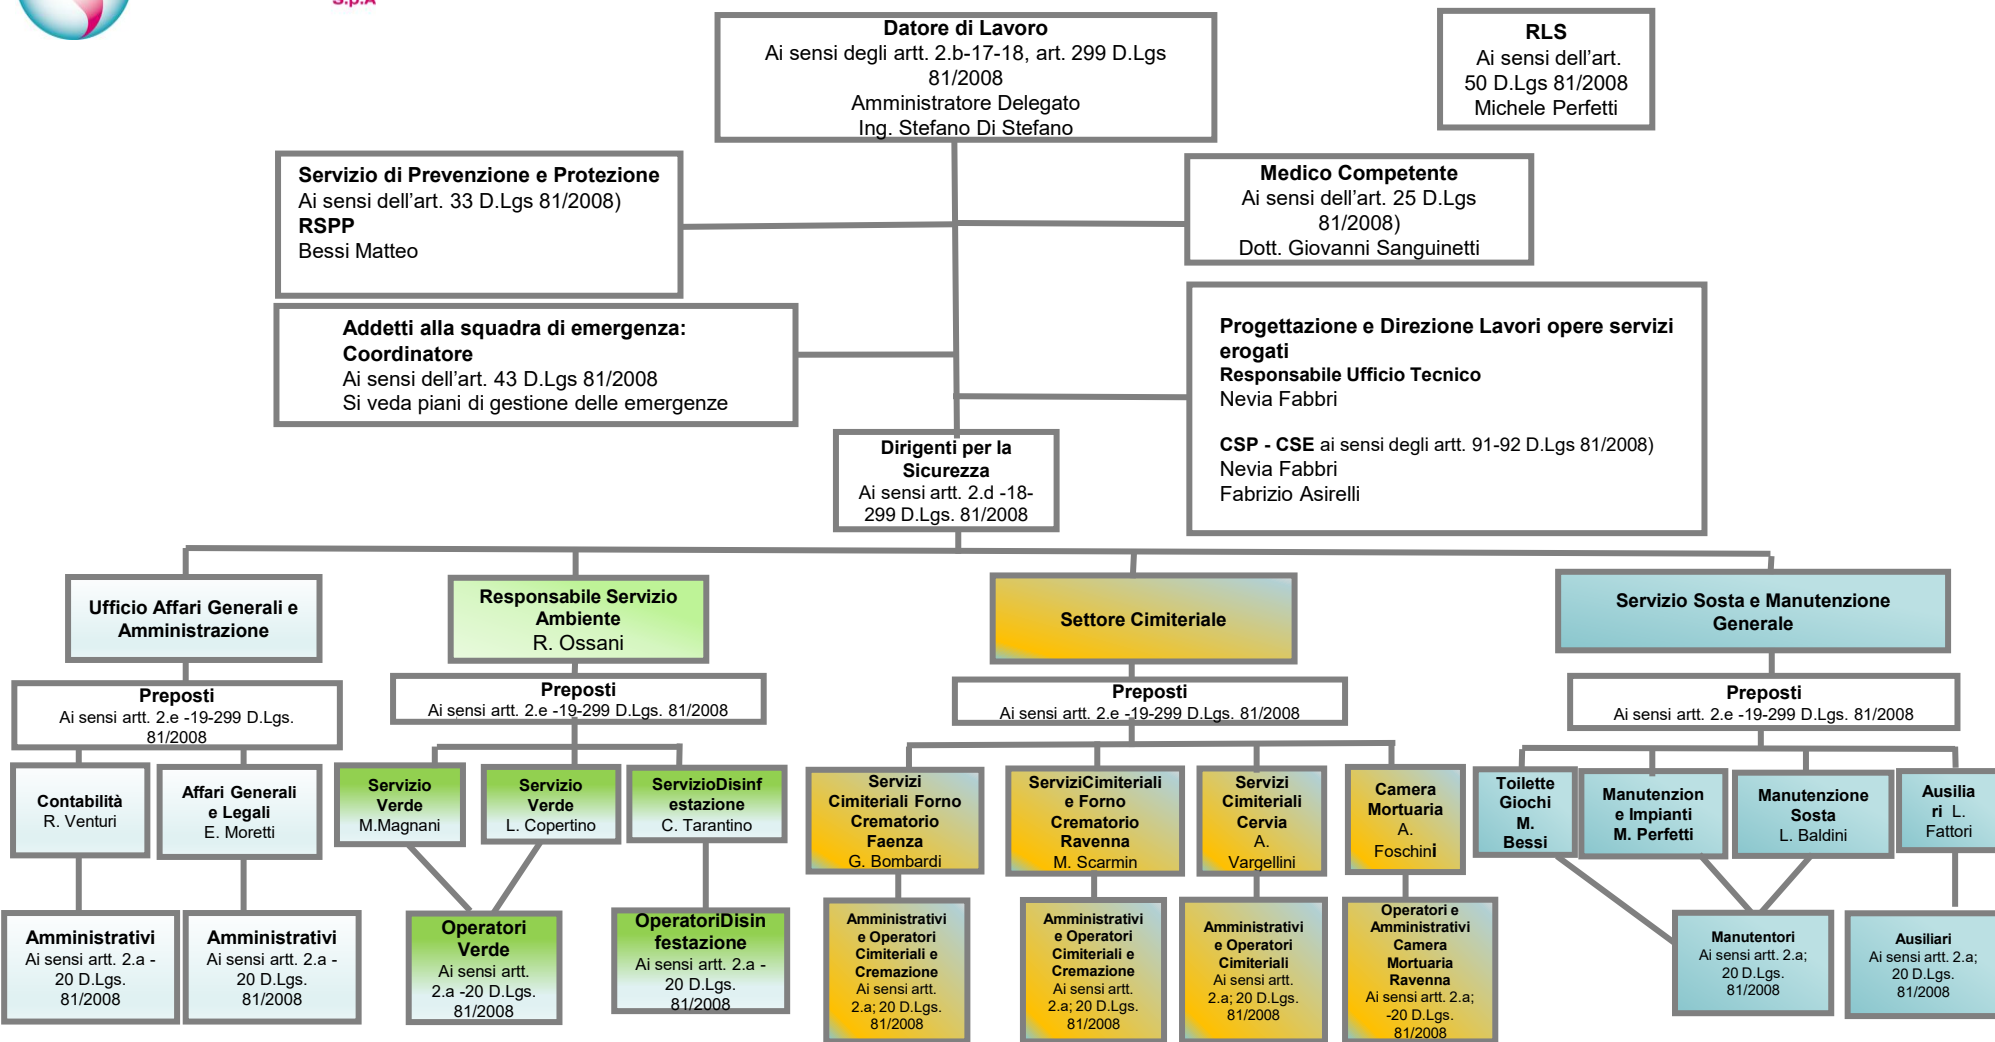 S.p.A
Datore di Lavoro
Ai sensi degli artt. 2.b-17-18, art. 299 D.Lgs
81/2008
Amministratore Delegato
Ing. Stefano Di Stefano
RLS
Ai sensi dell'art.
50 D.Lgs 81/2008
Michele Perfetti
Servizio di Prevenzione e Protezione
Ai sensi dell'art. 33 D.Lgs 81/2008)
RSPP
Bessi Matteo
Medico Competente
Ai sensi dell'art. 25 D.Lgs
81/2008)
Dott. Giovanni Sanguinetti
Addetti alla squadra di emergenza:
Coordinatore
Ai sensi dell'art. 43 D.Lgs 81/2008
Si veda piani di gestione delle emergenze
Progettazione e Direzione Lavori opere servizi
erogati
Responsabile Ufficio Tecnico
Nevia Fabbri
CSP - CSE ai sensi degli artt. 91-92 D.Lgs 81/2008)
Nevia Fabbri
Fabrizio Asirelli
Dirigenti per la
Sicurezza
Ai sensi artt. 2.d -18-
299 D.Lgs. 81/2008
Ufficio Affari Generali e
Amministrazione
Responsabile Servizio
Ambiente
R. Ossani
Settore Cimiteriale
Servizio Sosta e Manutenzione
Generale
Preposti
Ai sensi artt. 2.e -19-299 D.Lgs.
81/2008
Preposti
Ai sensi artt. 2.e -19-299 D.Lgs. 81/2008
Preposti
Ai sensi artt. 2.e -19-299 D.Lgs. 81/2008
Preposti
Ai sensi artt. 2.e -19-299 D.Lgs. 81/2008
Contabilità
R. Venturi
Affari Generali
e Legali
E. Moretti
Servizio
Verde
M.Magnani
Servizio
Verde
L. Copertino
ServizioDisinf
estazione
C. Tarantino
Servizi
Cimiteriali Forno
Crematorio
Faenza
G. Bombardi
ServiziCimiteriali
e Forno
Crematorio
Ravenna
M. Scarmin
Servizi
Cimiteriali
Cervia
A.
Vargellini
Camera
Mortuaria
A.
Foschini
Toilette
Giochi
M.
Bessi
Manutenzion
e Impianti
M. Perfetti
Manutenzione
Sosta
L. Baldini
Ausilia
ri L.
Fattori
Amministrativi
Ai sensi artt. 2.a -
20 D.Lgs.
81/2008
Amministrativi
Ai sensi artt. 2.a -
20 D.Lgs.
81/2008
Operatori
Verde
Ai sensi artt.
2.a -20 D.Lgs.
81/2008
OperatoriDisin
festazione
Ai sensi artt. 2.a -
20 D.Lgs.
81/2008
Amministrativi
e Operatori
Cimiteriali e
Cremazione
Ai sensi artt.
2.a; 20 D.Lgs.
81/2008
Amministrativi
e Operatori
Cimiteriali e
Cremazione
Ai sensi artt.
2.a; 20 D.Lgs.
81/2008
Amministrativi
e Operatori
Cimiteriali
Ai sensi artt.
2.a; 20 D.Lgs.
81/2008
Operatori e
Amministrativi
Camera
Mortuaria
Ravenna
Ai sensi artt. 2.a;
-20 D.Lgs.
81/2008
Manutentori
Ai sensi artt. 2.a;
20 D.Lgs.
81/2008
Ausiliari
Ai sensi artt. 2.a;
20 D.Lgs.
81/2008